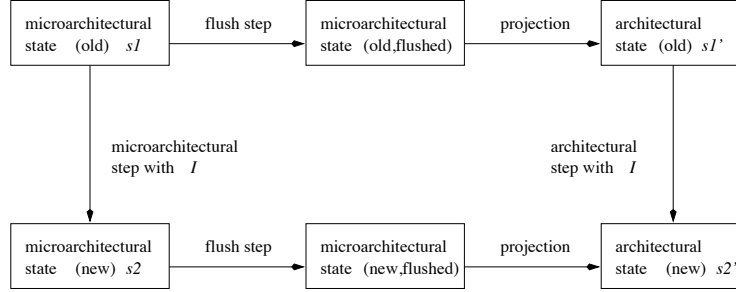 microarchitectural
state (old) s1
flush step
microarchitectural
state (old,flushed)
projection
architectural
state (old) s1'
microarchitectural
step with I
architectural
step with I
microarchitectural
state (new) s2
flush step
microarchitectural
state (new,flushed)
projection
architectural
state (new) s2'